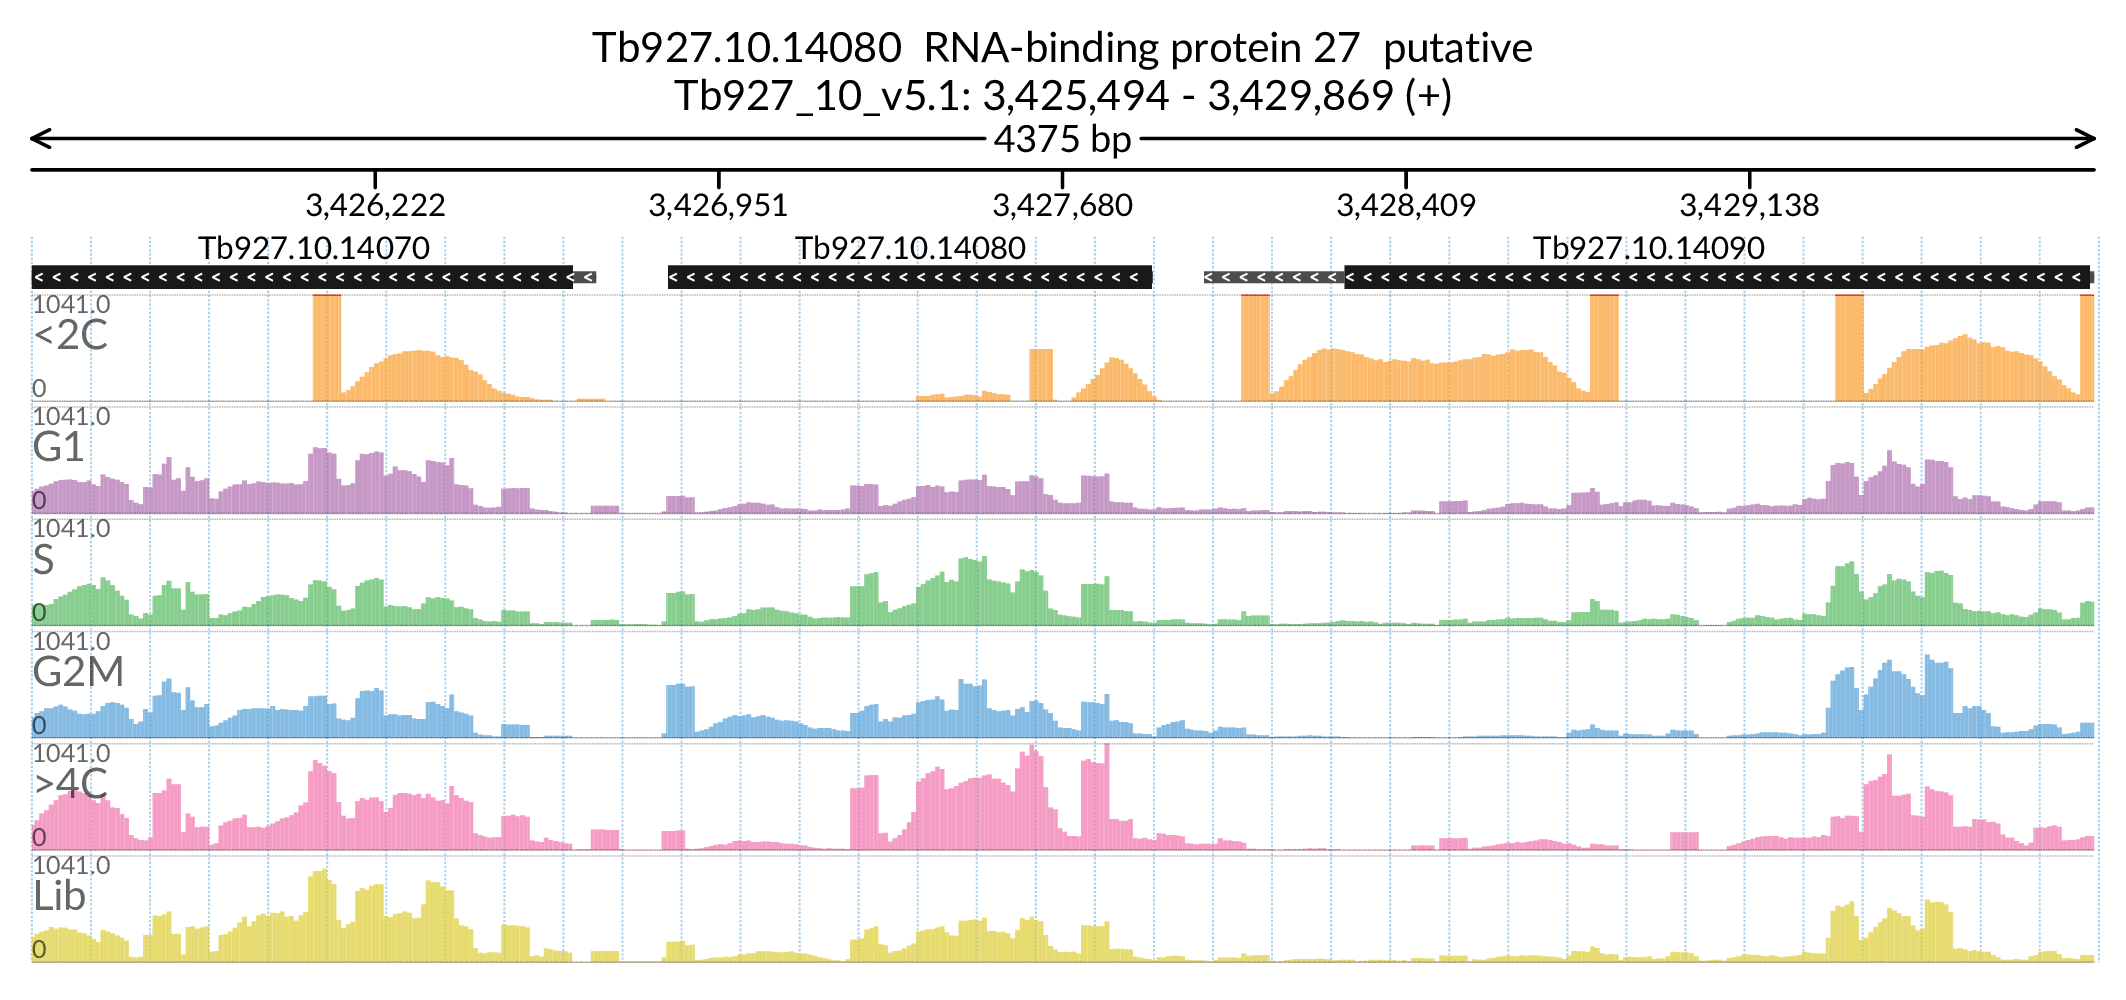 Tb927.10.14080 RNA-binding protein 27 putative
Tb927_10_v5.1: 3,425,494 - 3,429,869 (+)
4375 bp
3,426,222 3,426,951 3,427,680 3,428,409 3,429,138
Tb927.10.14070 Tb927.10.14080 Tb927.10.14090
1041.0
<2C
0
1041.0
G1
0
1041.0
S
0
1041.0
G2M
0
1041.0
>4C
0
1041.0
Lib
0